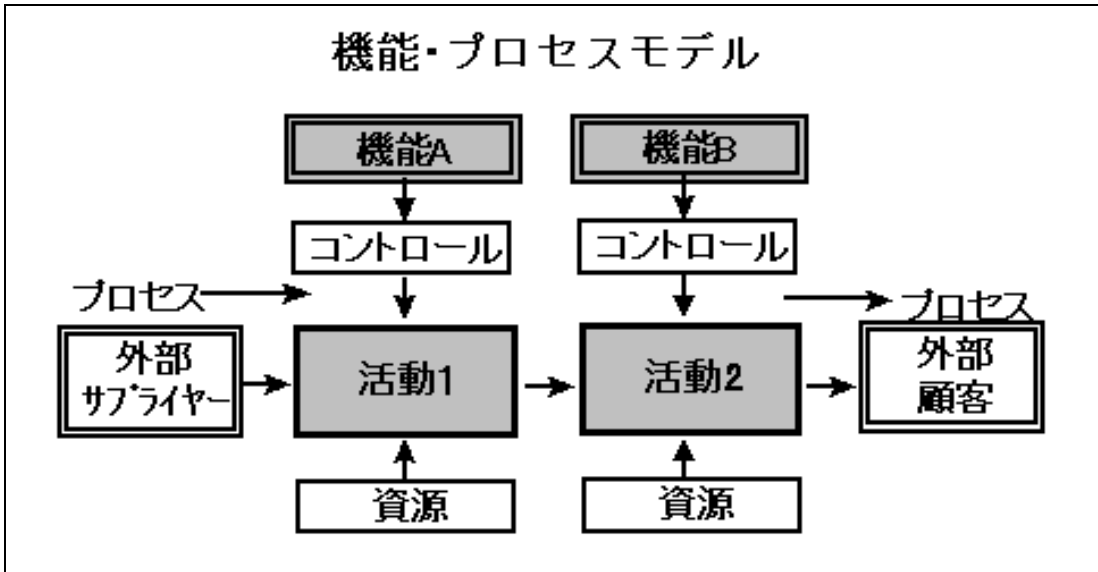 機能・プロセスモデル
機能A
機能B
コントロール
コントロール
プロセス
プロセス
外部
サプライヤー
活動1
活動2
外部
顧客
資源
資源